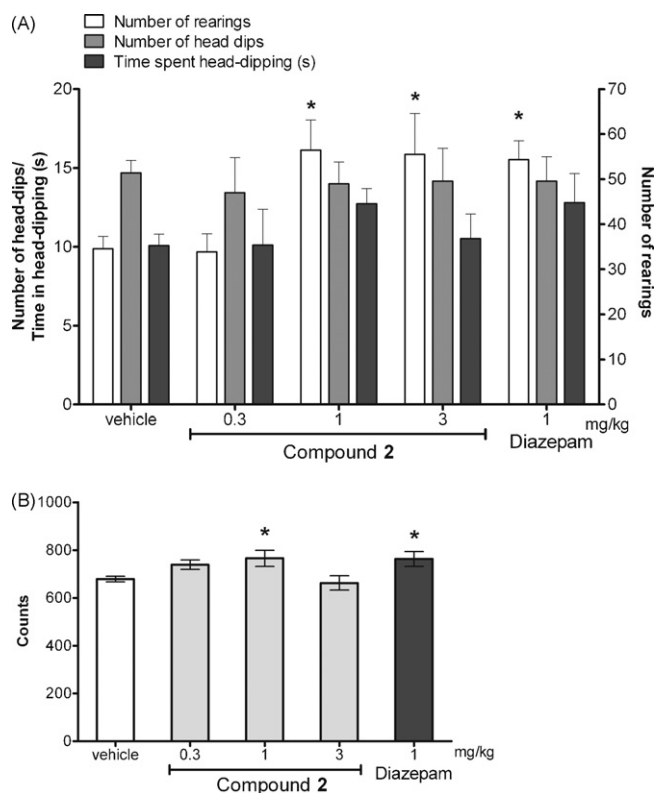 (A)
Number of rearings
Number of head dips
Time spent head-dipping (s)
Number of head-dips/
Time in head-dipping (s)
20
15
10
5
0
70
60
50
40
30
20
10
0
Number of rearings
* * *
vehicle 0.3 1 3 1 mg/kg
Compound 2 Diazepam
(B)
Counts
1000
800
600
400
200
0
* *
vehicle 0.3 1 3 1 mg/kg
Compound 2 Diazepam